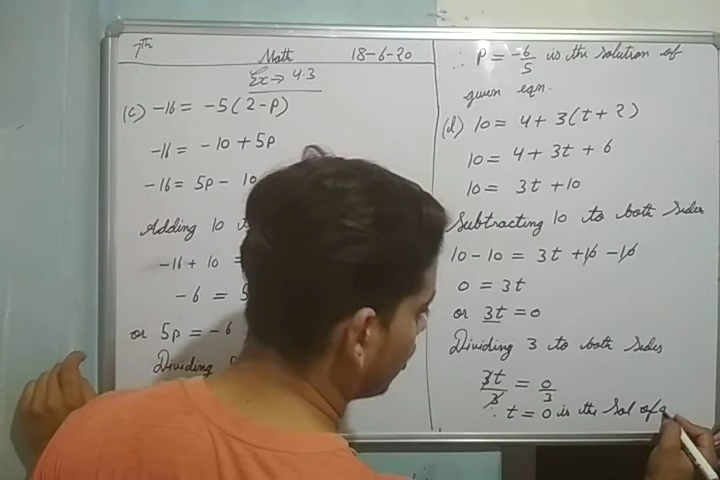 7th Math 18-6-20
Ex → 4.3
(c) -16 = -5(2-P)
-16 = -10 + 5P
-16 = 5P - 10
Adding 10
-16 + 10 =
-6 = 5
or 5P = -6
Dividing
∴ P = -6/5 is the solution of
given eqn.
(d) 10 = 4 + 3(t + 2)
10 = 4 + 3t + 6
10 = 3t + 10
Subtracting 10 to both sides
10 - 10 = 3t + 10 - 10
0 = 3t
or 3t = 0
Dividing 3 to both sides
3t/3 = 0/3
∴ t = 0 is the Sol of